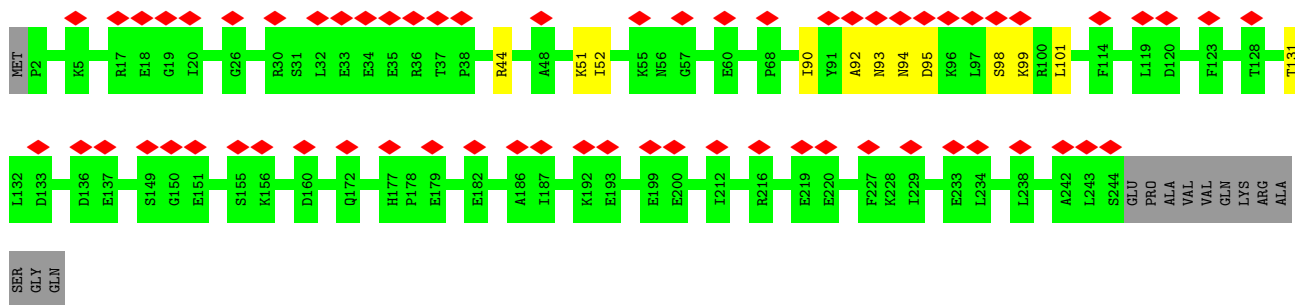 MET P2 K5 R17 E18 G19 I20 G26 R30 S31 L32 E33 E34 E35 R36 T37 P38 R44 A48 K51 I52 K55 N56 G57 E60 P68 I90 Y91 A92 N93 N94 D95 K96 L97 S98 K99 R100 L101 F114 L119 D120 F123 T128 T131
L132 D133 D136 E137 S149 G150 E151 S155 K156 D160 Q172 H177 P178 E179 E182 A186 I187 K192 E193 E199 E200 I212 R216 E219 E220 F227 K228 I229 E233 L234 L238 A242 L243 S244 GLU PRO ALA VAL VAL GLN LYS ARG ALA
SER GLY GLN